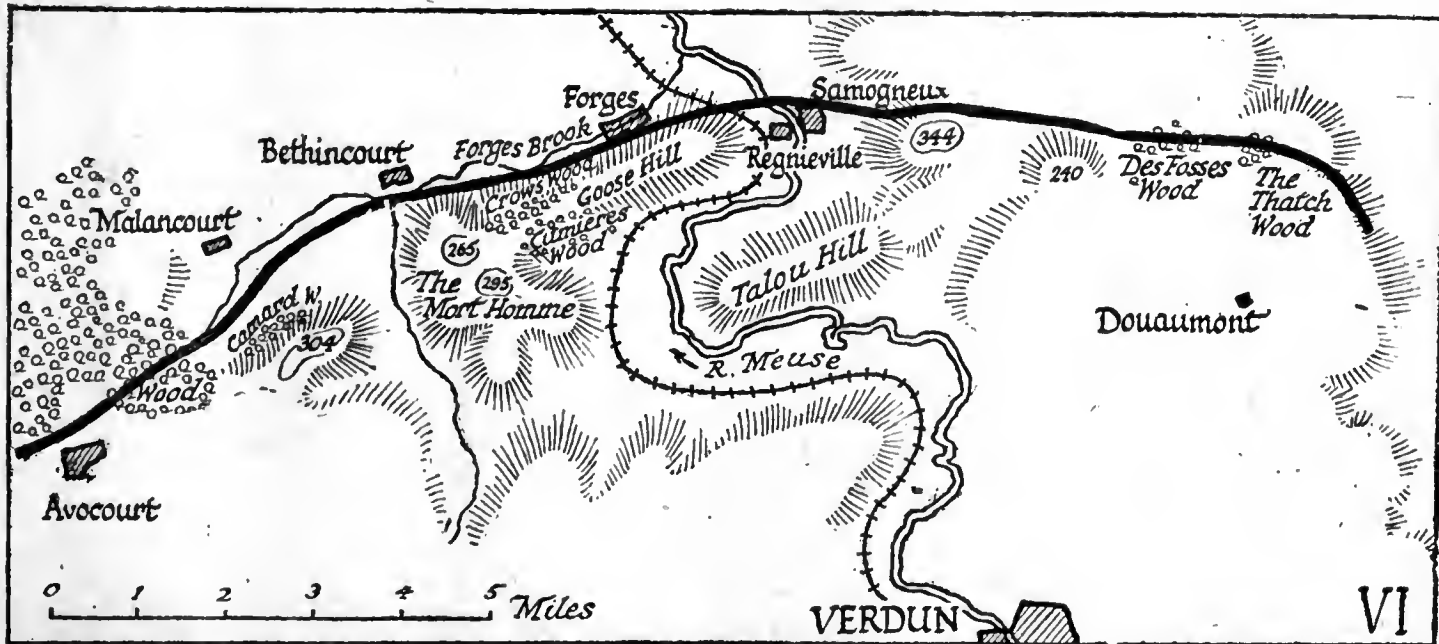 Samogneux
Forges
Bethincourt
Forges Brook
Regnieville
344
Crows Wood
Goose Hill
240
Des Fosses
Wood
The
Thatch
Wood
Malancourt
Cumieres
Wood
265
The
295
Mort Homme
Talou Hill
Camard W.
304
Douaumont
R. Meuse
Wood
Avocourt
0 1 2 3 4 5 Miles
VERDUN
VI